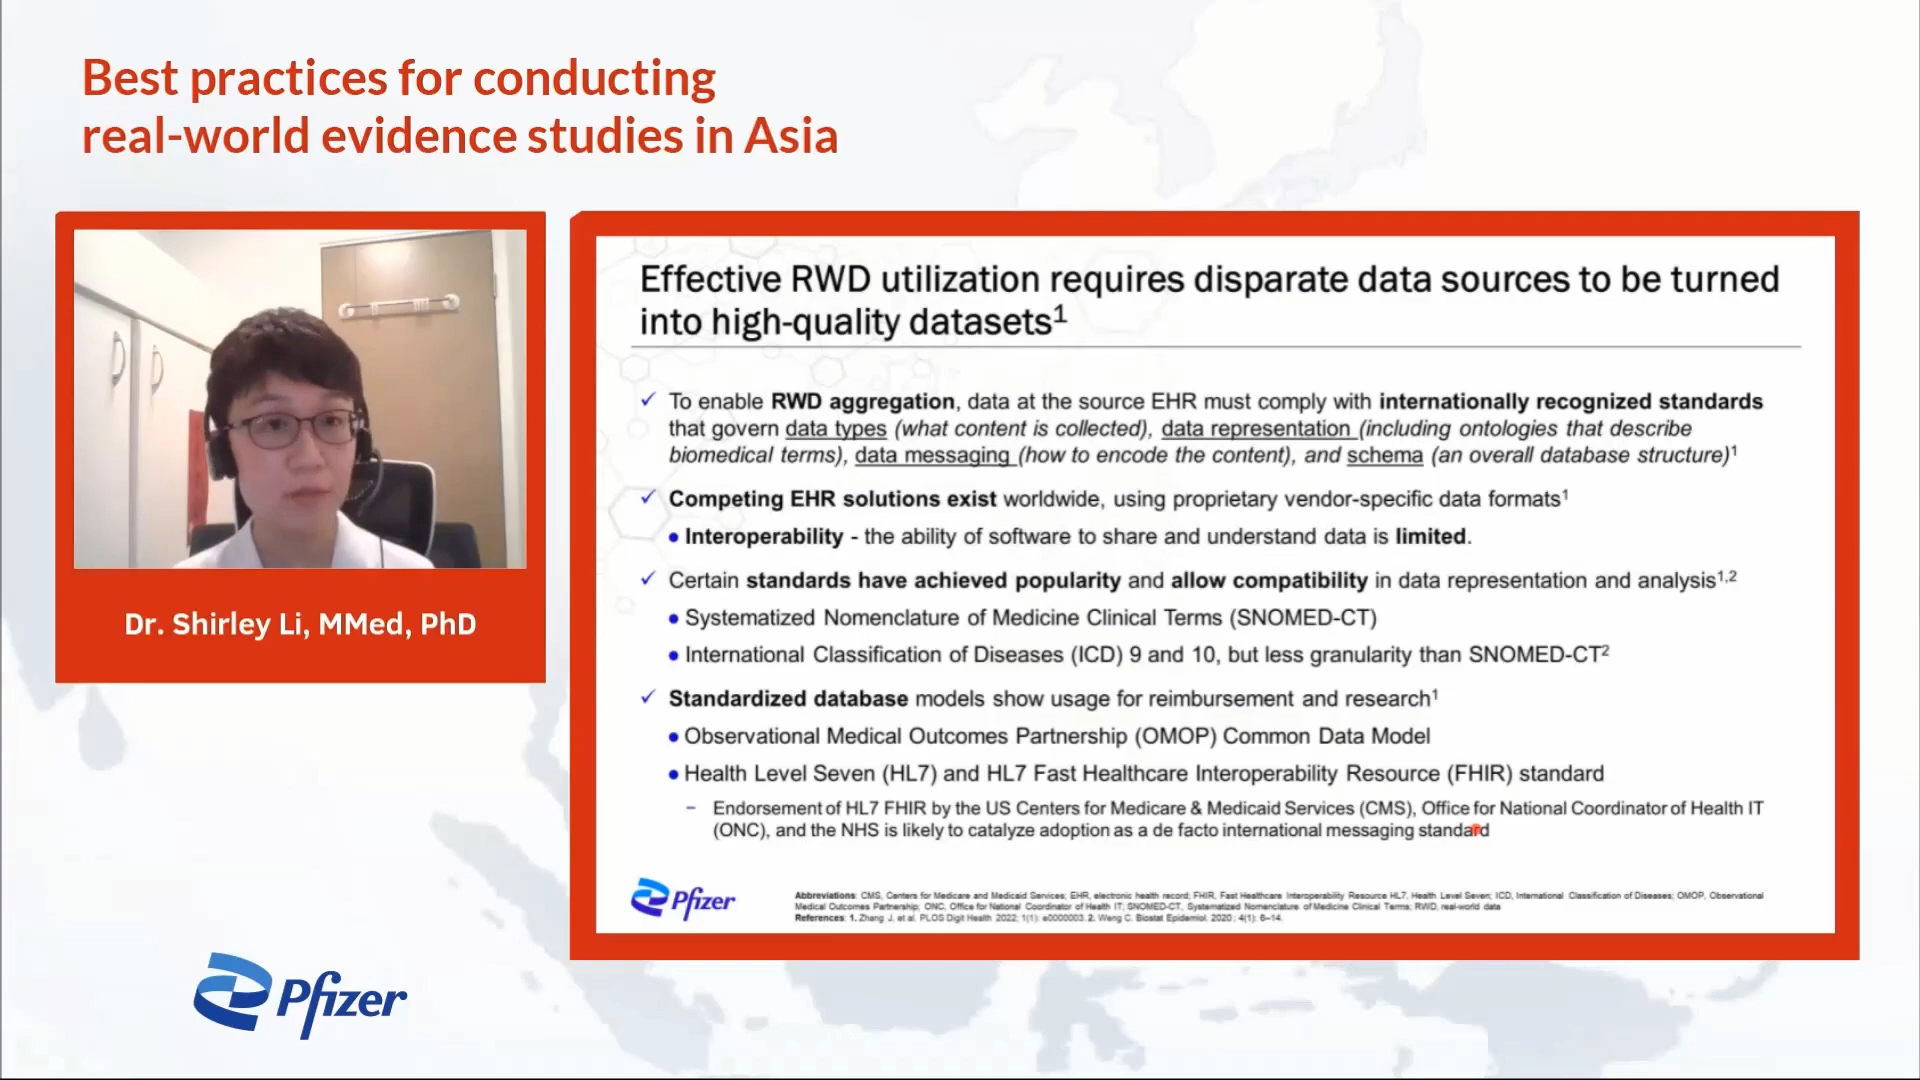 Best practices for conducting
real-world evidence studies in Asia
Dr. Shirley Li, MMed, PhD
Effective RWD utilization requires disparate data sources to be turned
into high-quality datasets1
✓ To enable RWD aggregation, data at the source EHR must comply with internationally recognized standards
that govern data types (what content is collected), data representation (including ontologies that describe
biomedical terms), data messaging (how to encode the content), and schema (an overall database structure)1
✓ Competing EHR solutions exist worldwide, using proprietary vendor-specific data formats1
• Interoperability - the ability of software to share and understand data is limited.
✓ Certain standards have achieved popularity and allow compatibility in data representation and analysis1,2
• Systematized Nomenclature of Medicine Clinical Terms (SNOMED-CT)
• International Classification of Diseases (ICD) 9 and 10, but less granularity than SNOMED-CT2
✓ Standardized database models show usage for reimbursement and research1
• Observational Medical Outcomes Partnership (OMOP) Common Data Model
• Health Level Seven (HL7) and HL7 Fast Healthcare Interoperability Resource (FHIR) standard
– Endorsement of HL7 FHIR by the US Centers for Medicare & Medicaid Services (CMS), Office for National Coordinator of Health IT
(ONC), and the NHS is likely to catalyze adoption as a de facto international messaging standard
Pfizer
Abbreviations: CMS, Centers for Medicare and Medicaid Services; EHR, electronic health record; FHIR, Fast Healthcare Interoperability Resource HL7, Health Level Seven; ICD, International Classification of Diseases; OMOP, Observational
Medical Outcomes Partnership; ONC, Office for National Coordinator of Health IT; SNOMED-CT, Systematized Nomenclature of Medicine Clinical Terms; RWD, real-world data
References: 1. Zhang J, et al. PLOS Digit Health 2022; 1(1): e0000003. 2. Weng C. Biostat Epidemiol. 2020; 4(1): 6–14.
Pfizer